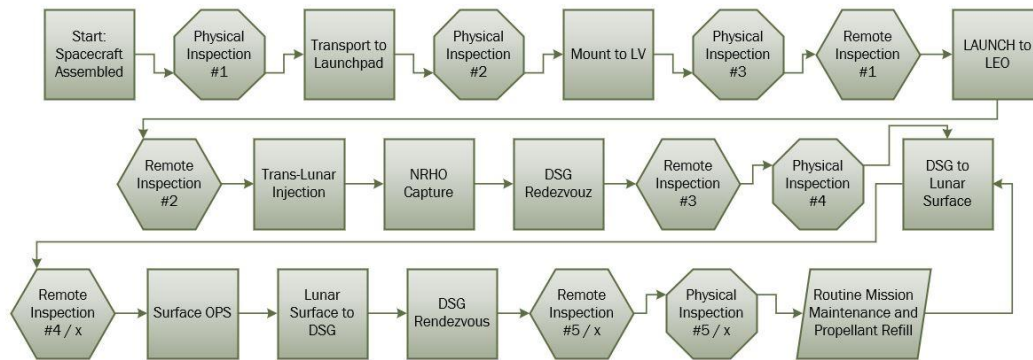 Start:
Spacecraft
Assembled
Physical
Inspection
#1
Transport to
Launchpad
Physical
Inspection
#2
Mount to LV
Physical
Inspection
#3
Remote
Inspection
#1
LAUNCH to
LEO
Remote
Inspection
#2
Trans-Lunar
Injection
NRHO
Capture
DSG
Redezvouz
Remote
Inspection
#3
Physical
Inspection
#4
DSG to
Lunar
Surface
Remote
Inspection
#4 / x
Surface OPS
Lunar
Surface to
DSG
DSG
Rendezvous
Remote
Inspection
#5 / x
Physical
Inspection
#5 / x
Routine Mission
Maintenance and
Propellant Refill